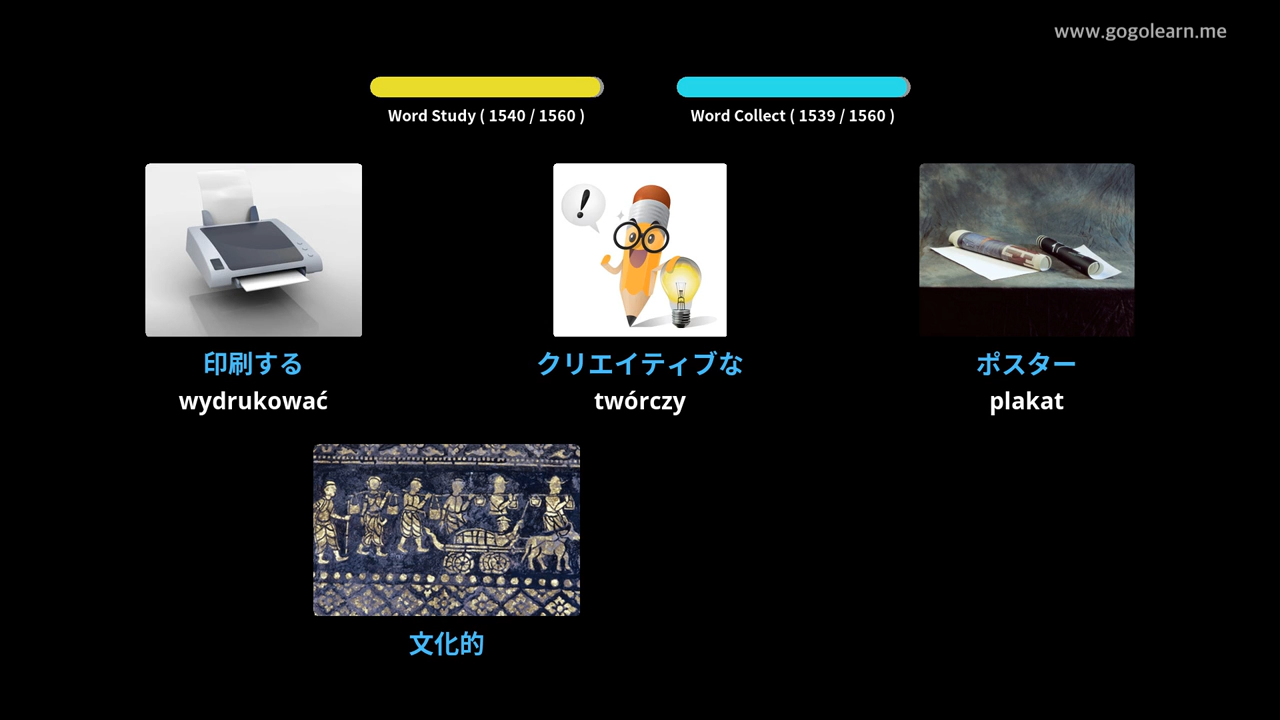 www.gogolearn.me
Word Study ( 1540 / 1560 )
Word Collect ( 1539 / 1560 )
!
印刷する
クリエイティブな
ポスター
wydrukować
twórczy
plakat
文化的